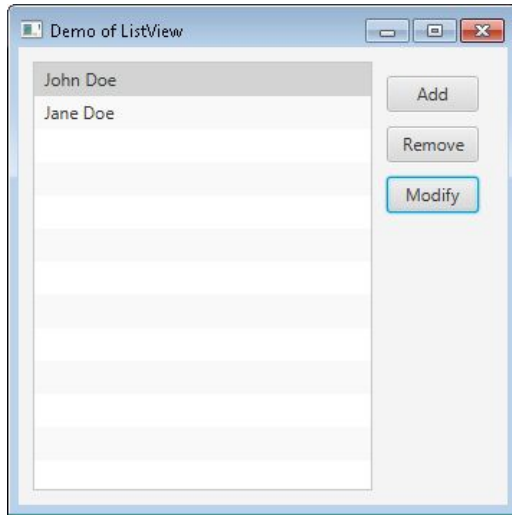 Demo of ListView
John Doe
Jane Doe
Add
Remove
Modify